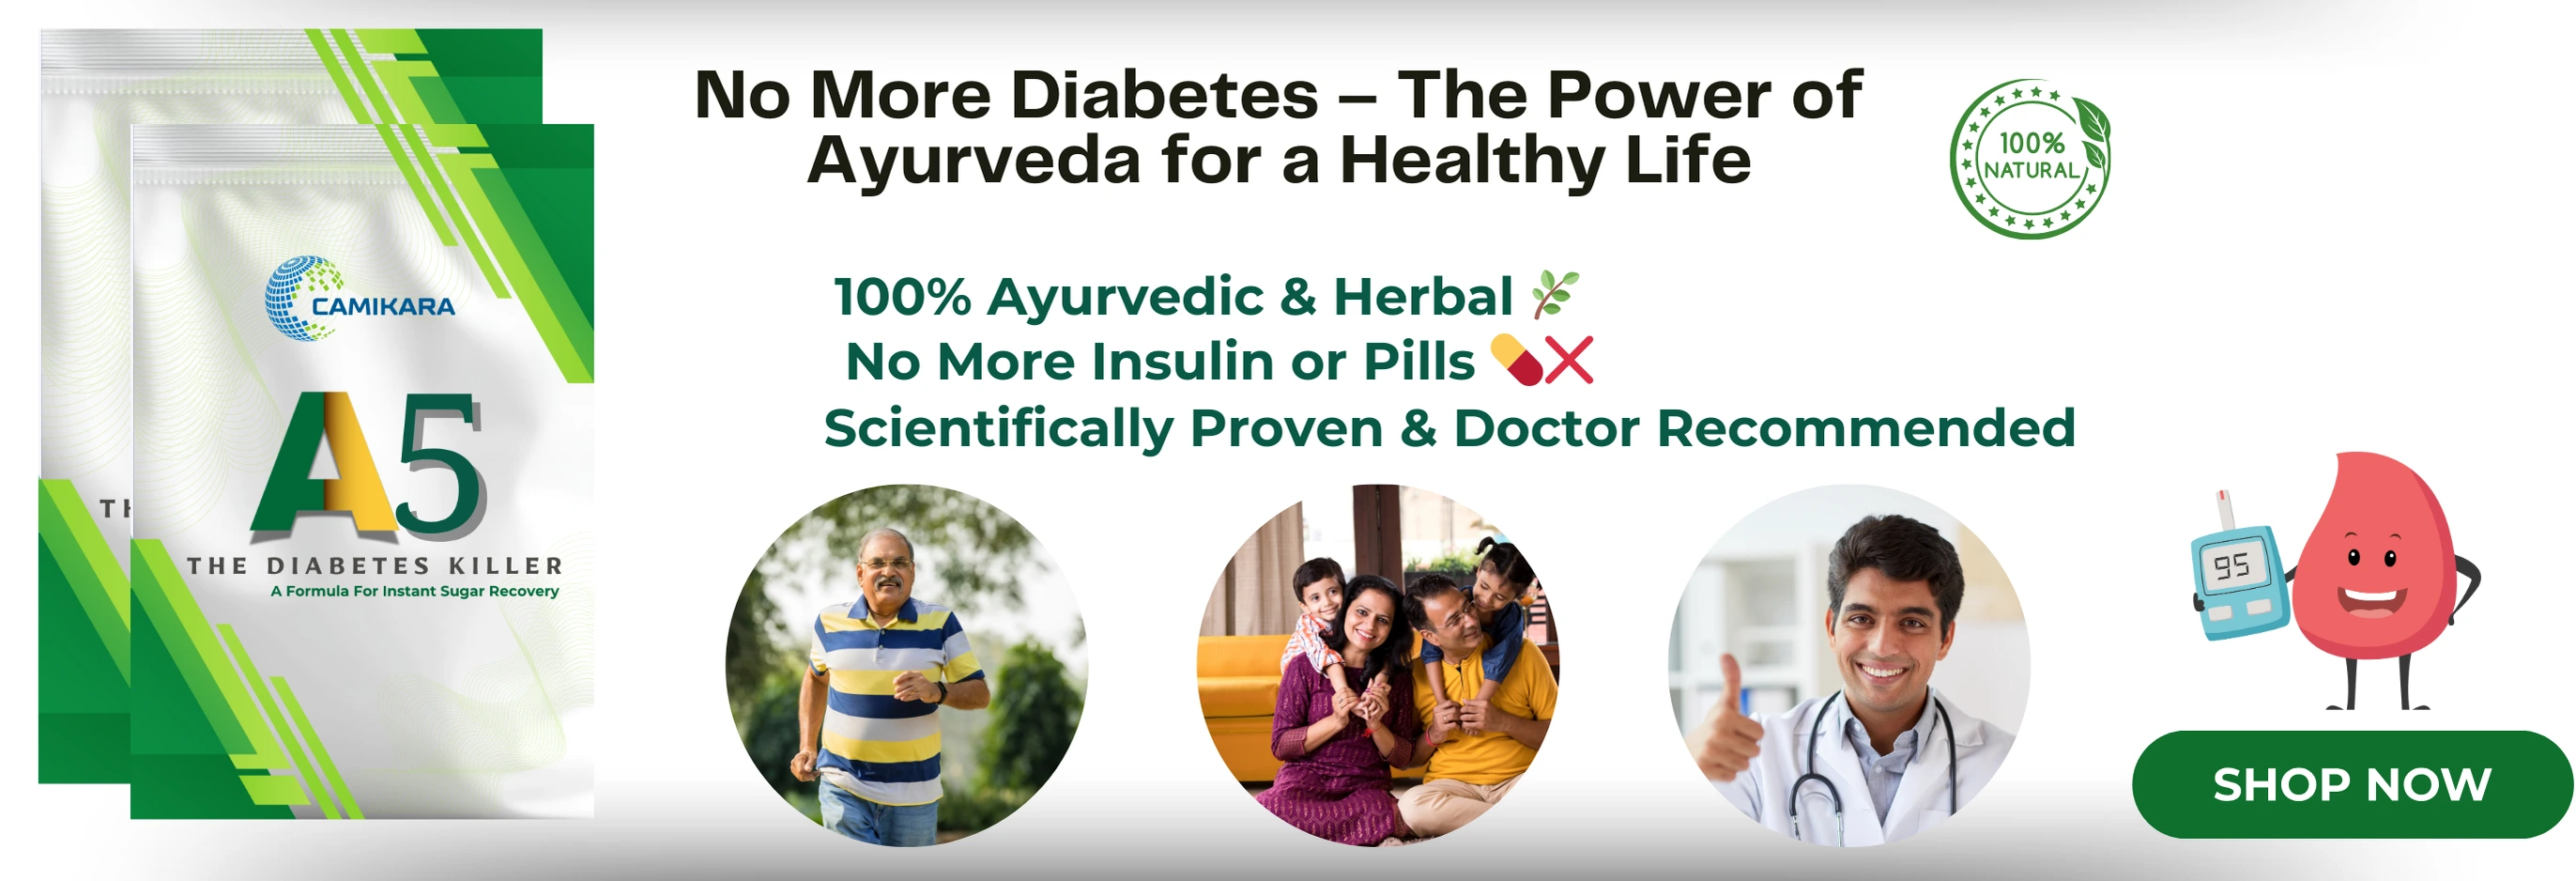 CAMIKARA
A5
TH
THE DIABETES KILLER
A Formula For Instant Sugar Recovery
No More Diabetes – The Power of
Ayurveda for a Healthy Life
100%
NATURAL
100% Ayurvedic & Herbal
No More Insulin or Pills
Scientifically Proven & Doctor Recommended
95
SHOP NOW